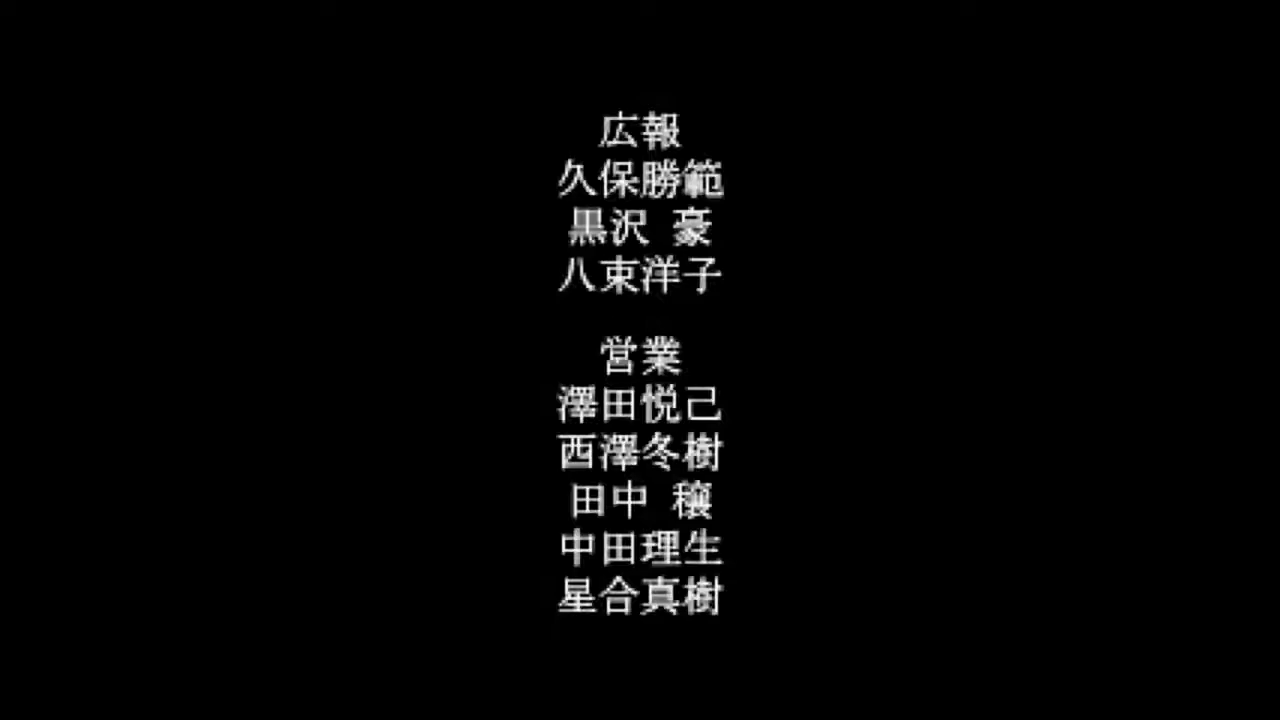 広報
久保勝範
黒沢 豪
八束洋子
営業
澤田悦己
西澤冬樹
田中 穣
中田理生
星合真樹